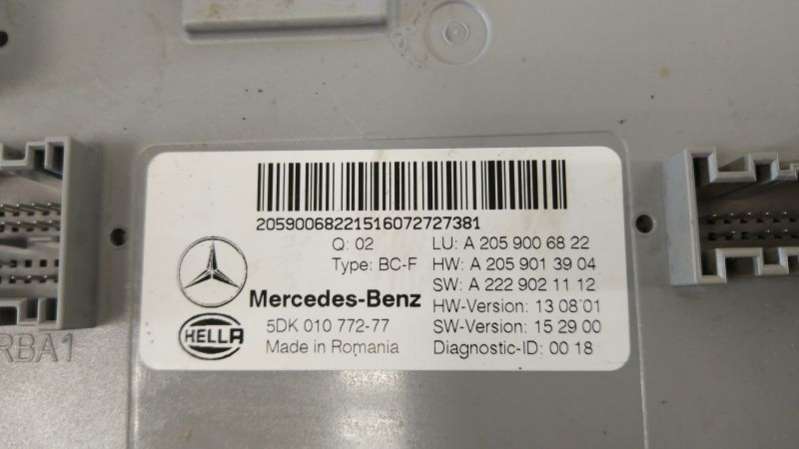 20590068221516072727381
Q: 02
LU: A 205 900 68 22
Type: BC-F
HW: A 205 901 39 04
SW: A 222 902 11 12
Mercedes-Benz
HW-Version: 13 08 01
HELLA
5DK 010 772-77
SW-Version: 15 29 00
Made in Romania
Diagnostic-ID: 00 18
RBA1